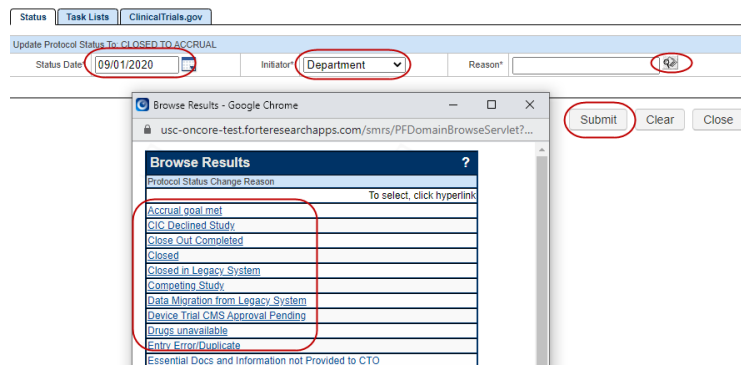 Status Task Lists ClinicalTrials.gov
Update Protocol Status To: CLOSED TO ACCRUAL
Status Date* 09/01/2020 Initiator* Department Reason*
Browse Results - Google Chrome
Submit Clear Close
usc-oncore-test.forteresearchapps.com/smrs/PFDomainBrowseServlet?...
Browse Results ?
Protocol Status Change Reason
To select, click hyperlink
Accrual goal met
CIC Declined Study
Close Out Completed
Closed
Closed in Legacy System
Competing Study
Data Migration from Legacy System
Device Trial CMS Approval Pending
Drugs unavailable
Entry Error/Duplicate
Essential Docs and Information not Provided to CTO